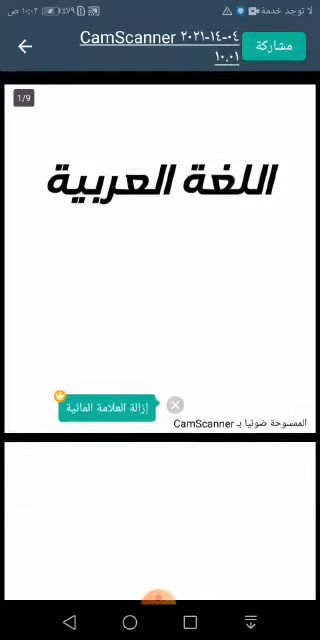 لا توجد خدمة
٪٧٩
١٠:٠٢ ص
CamScanner ٢٠٢١-١٤-٠٤
١٠.٠١
مشاركة
1/9
اللغة العربية
إزالة العلامة المائية
الممسوحة ضوئيا بـ CamScanner